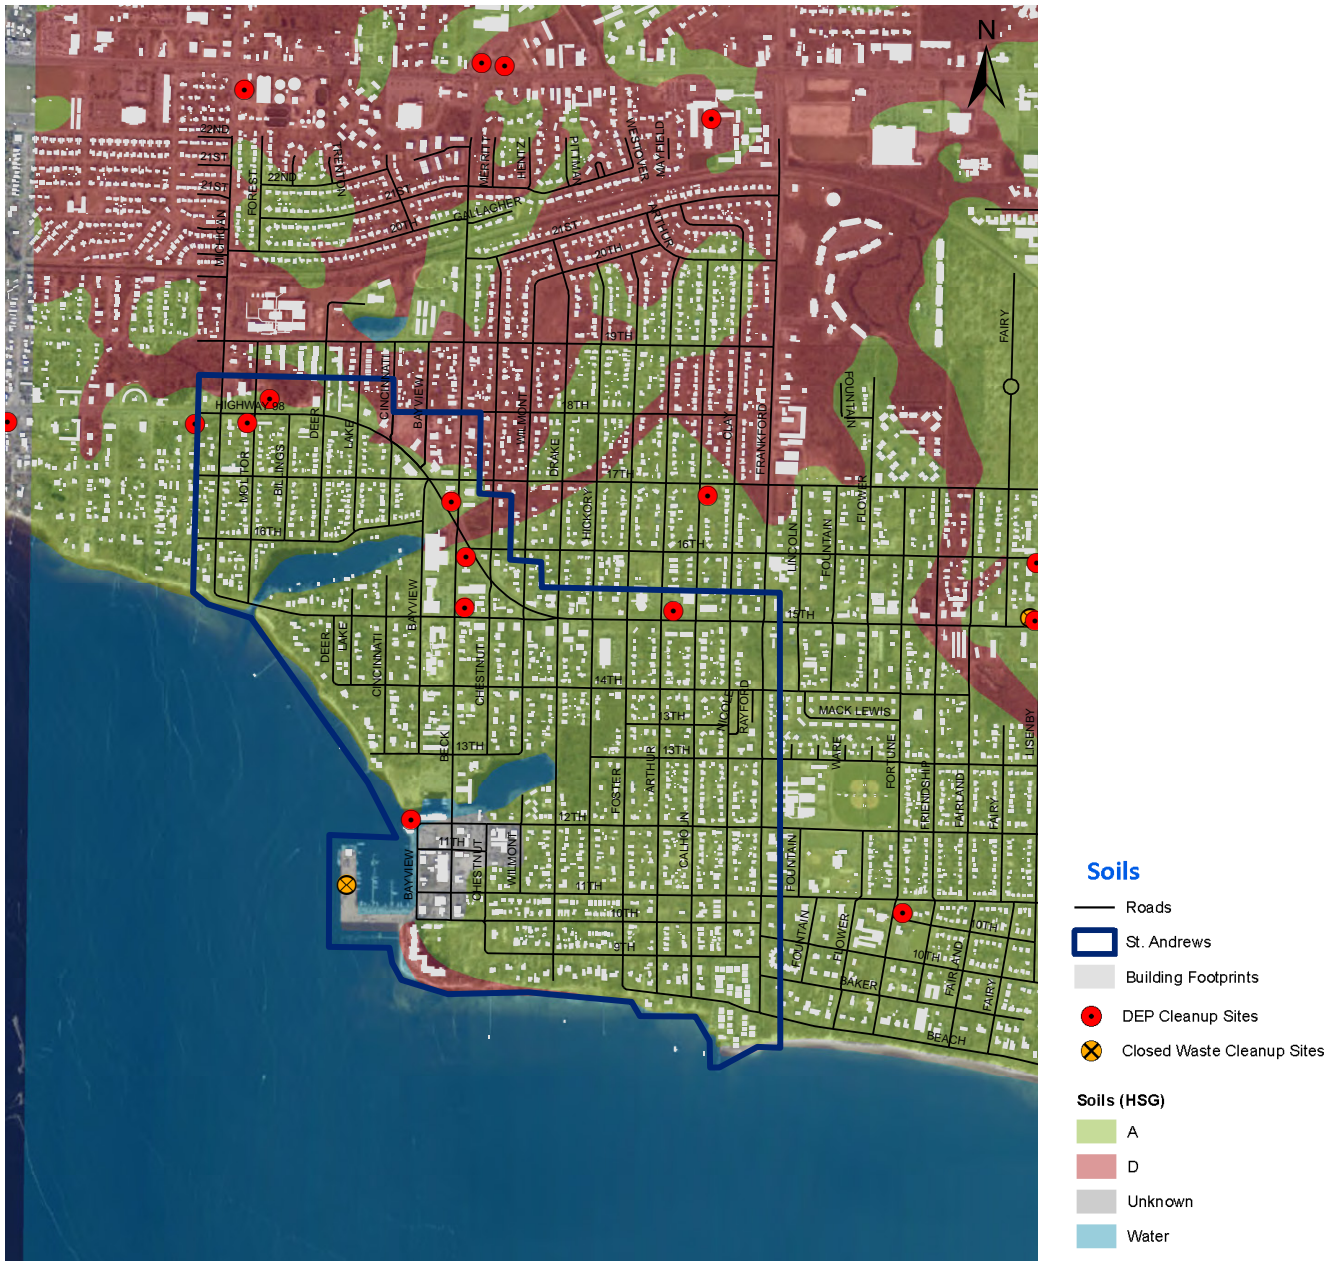 N
22ND
21ST
21ST
22ND
FOREST
MICHIGAN
21ST
20TH
GALLAGHER
MERRITT
HENTZ
PITTMAN
WESTOVER
MAYFIELD
21ST
20TH
ARTHUR
FAIRY
19TH
HIGHWAY 98
DEER
LAKE
CINCINNATI
BAYVIEW
WILMONT
18TH
DRAKE
CLAY
FRANKFORD
FOUNTAIN
MOLITOR
BILLINGS
17TH
HICKORY
FLOWER
16TH
16TH
LINCOLN
FOUNTAIN
BAYVIEW
15TH
DEER
LAKE
CINCINNATI
CHESTNUT
14TH
NICOLE
RAYFORD
MACK LEWIS
13TH
13TH
13TH
BECK
WARE
FORTUNE
LISENBY
FOSTER
ARTHUR
FRIENDSHIP
FAIRLAND
FAIRY
12TH
11TH
CALHOUN
BAYVIEW
CHESTNUT
WILMONT
FOUNTAIN
11TH
10TH
9TH
FOUNTAIN
FLOWER
10TH
10TH
FAIRLAND
BAKER
FAIRY
BEACH
Soils
Roads
St. Andrews
Building Footprints
DEP Cleanup Sites
Closed Waste Cleanup Sites
Soils (HSG)
A
D
Unknown
Water